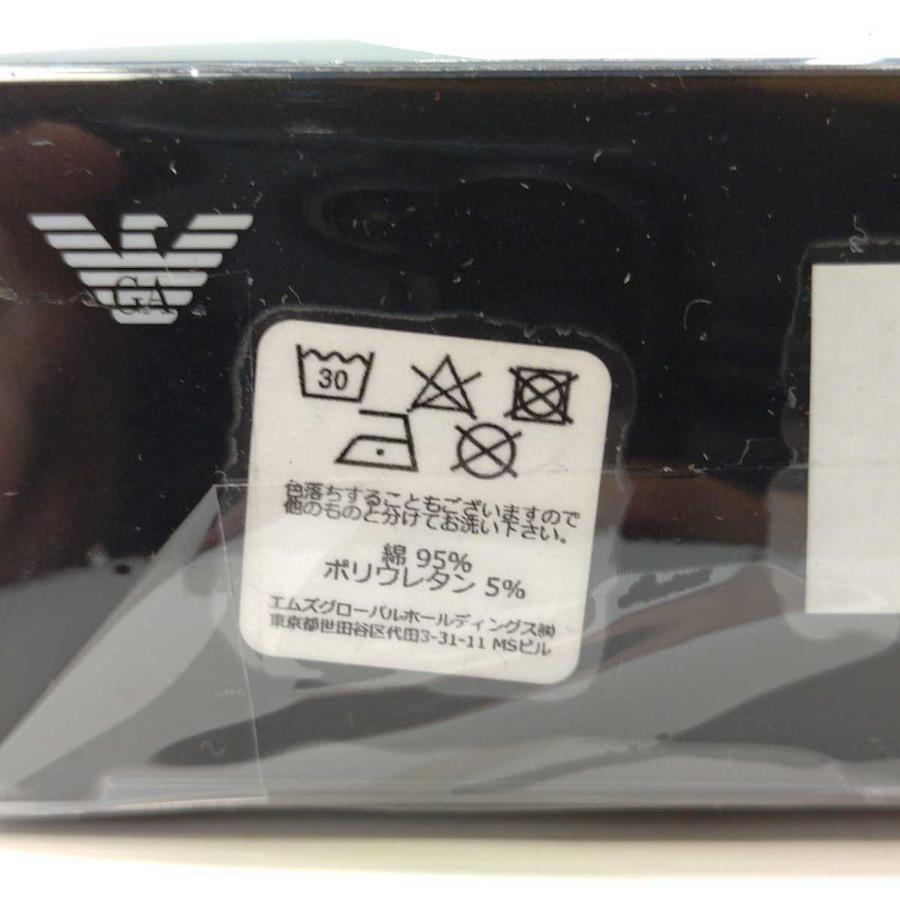 GA
30
色落ちすることもございますので
他のものと分けてお洗い下さい。
綿 95%
ポリウレタン 5%
エムズグローバルホールディングス㈱
東京都世田谷区代田3-31-11 MSビル